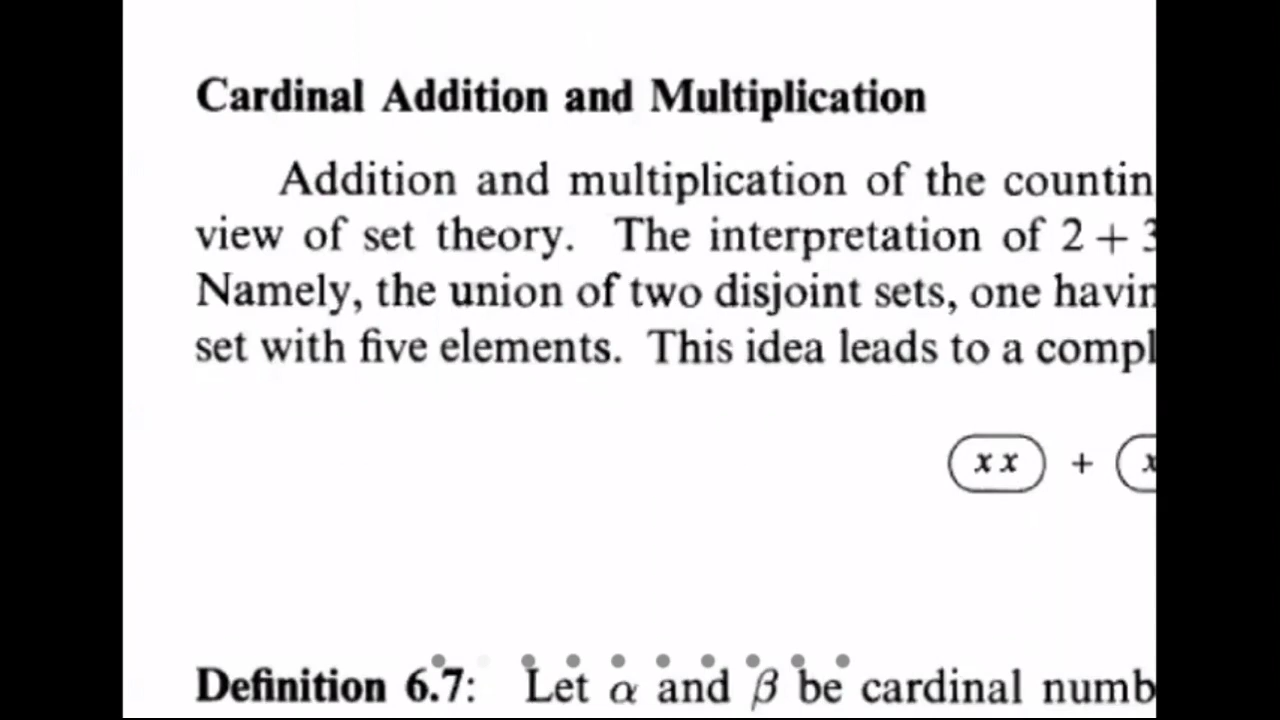 Cardinal Addition and Multiplication
Addition and multiplication of the countin
view of set theory. The interpretation of 2 + 3
Namely, the union of two disjoint sets, one havin
set with five elements. This idea leads to a compl
x x + x
Definition 6.7: Let α and β be cardinal numb